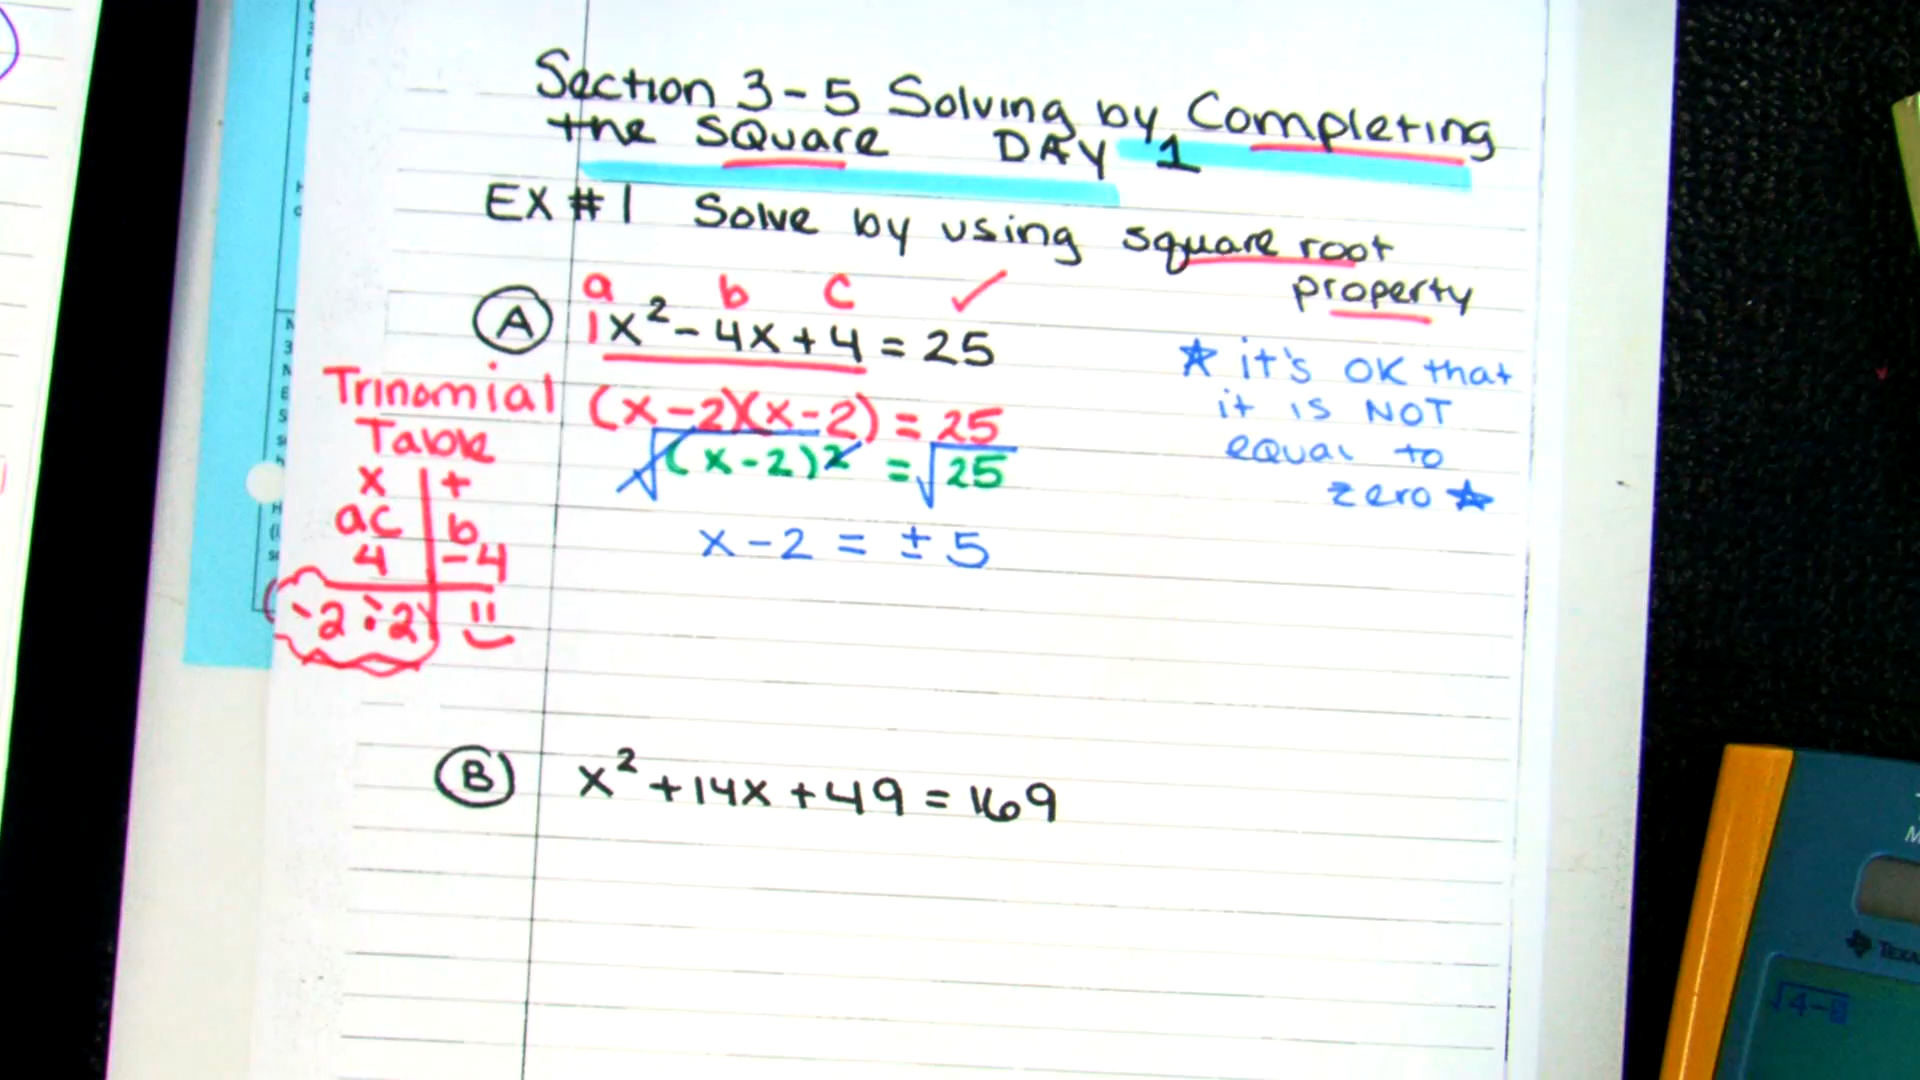 Section 3-5 Solving by Completing
the Square DAY 1
EX #1 Solve by using square root
property
a b c ✓
A 1x² - 4x + 4 = 25
★ it's OK that
it is NOT
equal to
zero ★
Trinomial
Table
x | +
ac | b
4 | -4
-2 ; -2 | ¨
(x-2)(x-2) = 25
√(x-2)² = √25
x - 2 = ± 5
B x² + 14x + 49 = 169
√4-